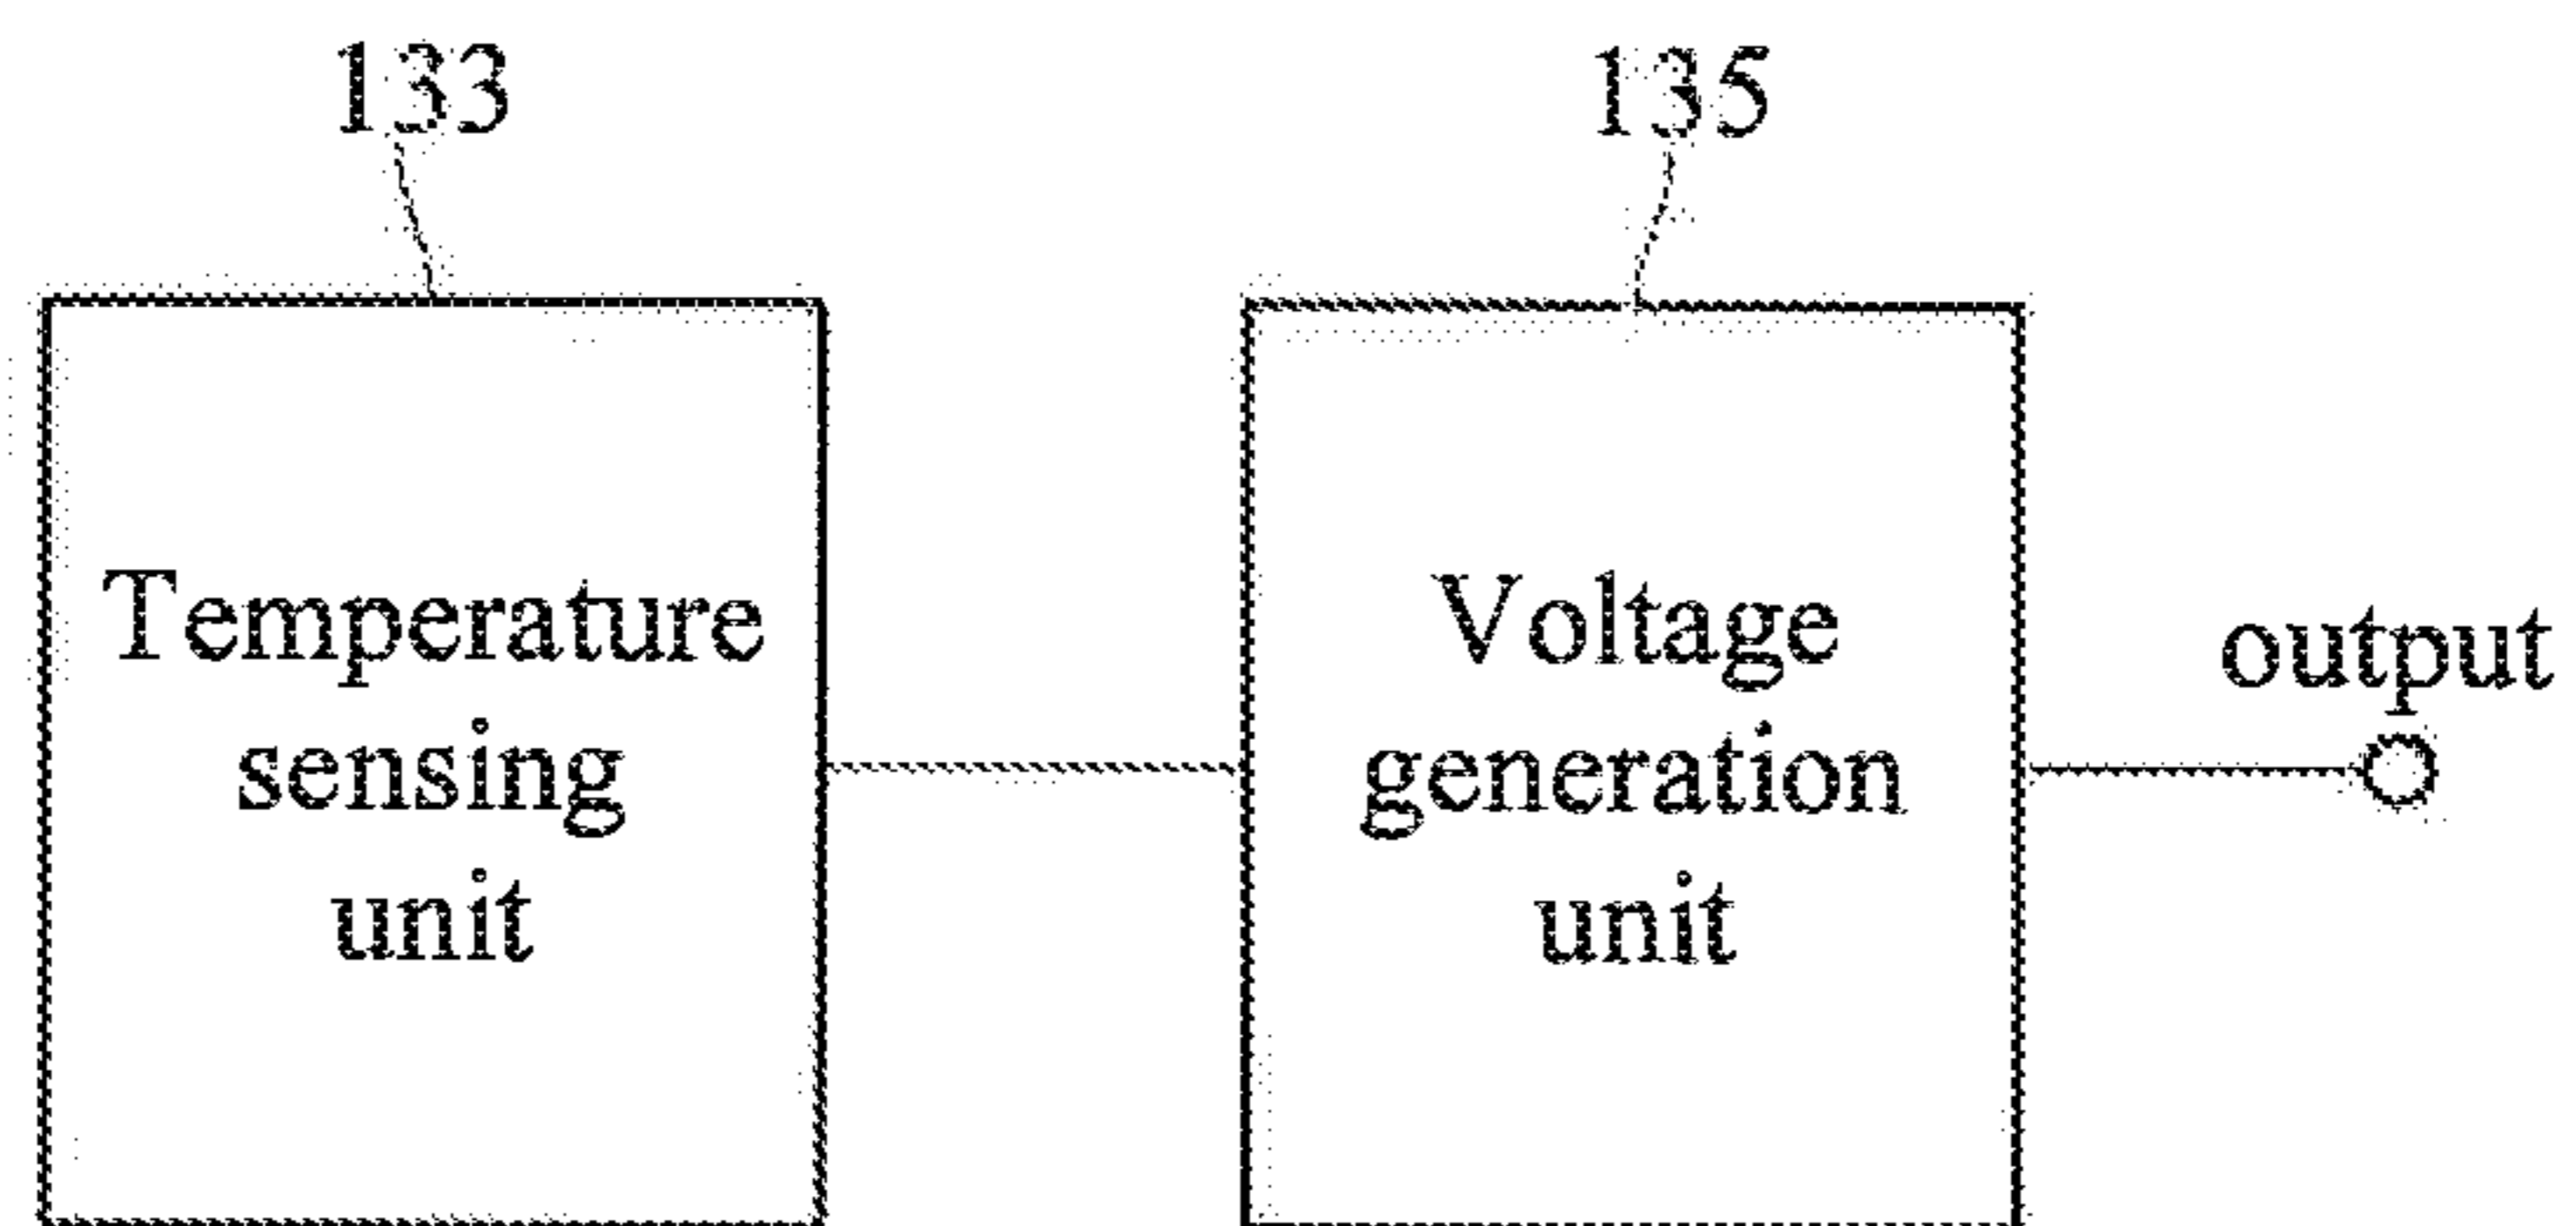 133
135
Temperature
sensing
unit
Voltage
generation
unit
output